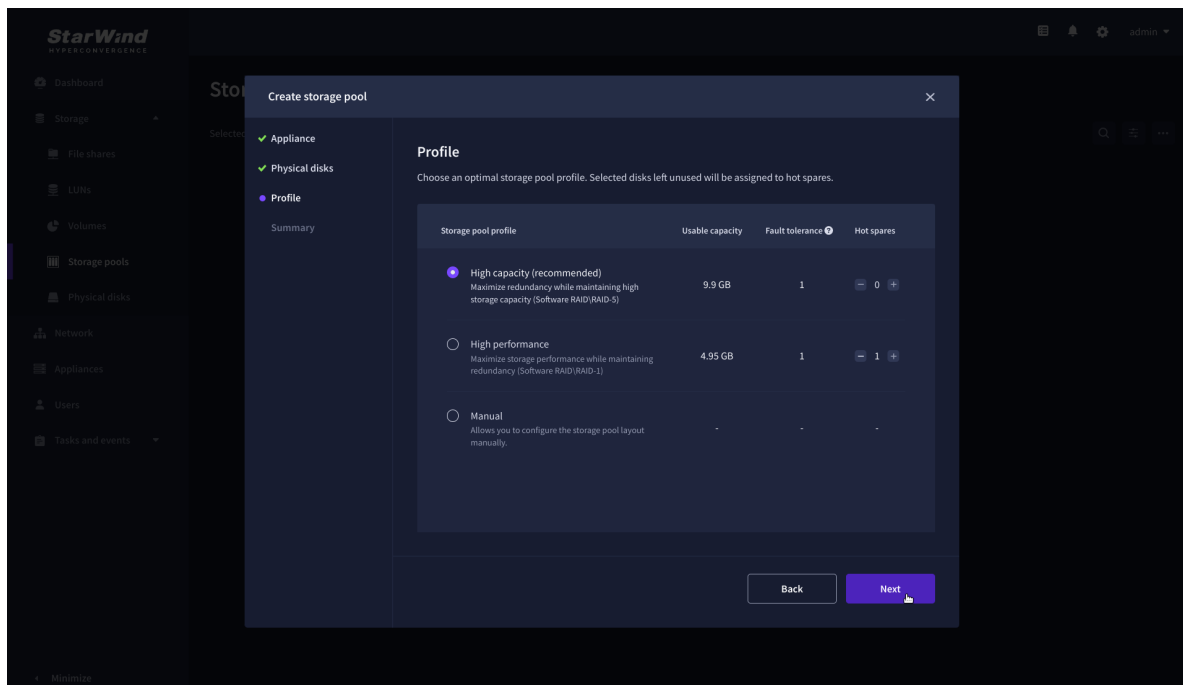 StarWind
HYPERCONVERGENCE
admin
Dashboard
Storage
File shares
LUNs
Volumes
Storage pools
Physical disks
Network
Appliances
Users
Tasks and events
Minimize
Stor
Selected
Create storage pool
Appliance
Physical disks
Profile
Summary
Profile
Choose an optimal storage pool profile. Selected disks left unused will be assigned to hot spares.
Storage pool profile Usable capacity Fault tolerance ? Hot spares
High capacity (recommended)
Maximize redundancy while maintaining high
storage capacity (Software RAID\RAID-5)
9.9 GB 1 − 0 +
High performance
Maximize storage performance while maintaining
redundancy (Software RAID\RAID-1)
4.95 GB 1 − 1 +
Manual
Allows you to configure the storage pool layout
manually.
- - -
Back Next